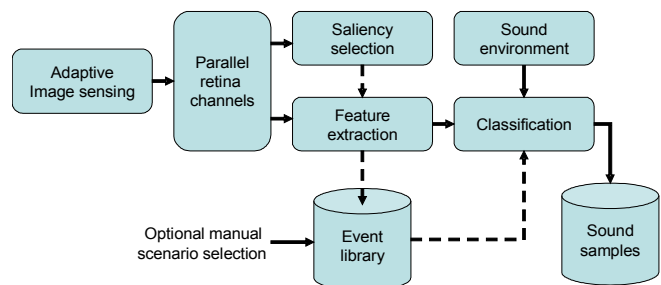 Adaptive
Image sensing
Parallel
retina
channels
Saliency
selection
Sound
environment
Feature
extraction
Classification
Optional manual
scenario selection
Event
library
Sound
samples